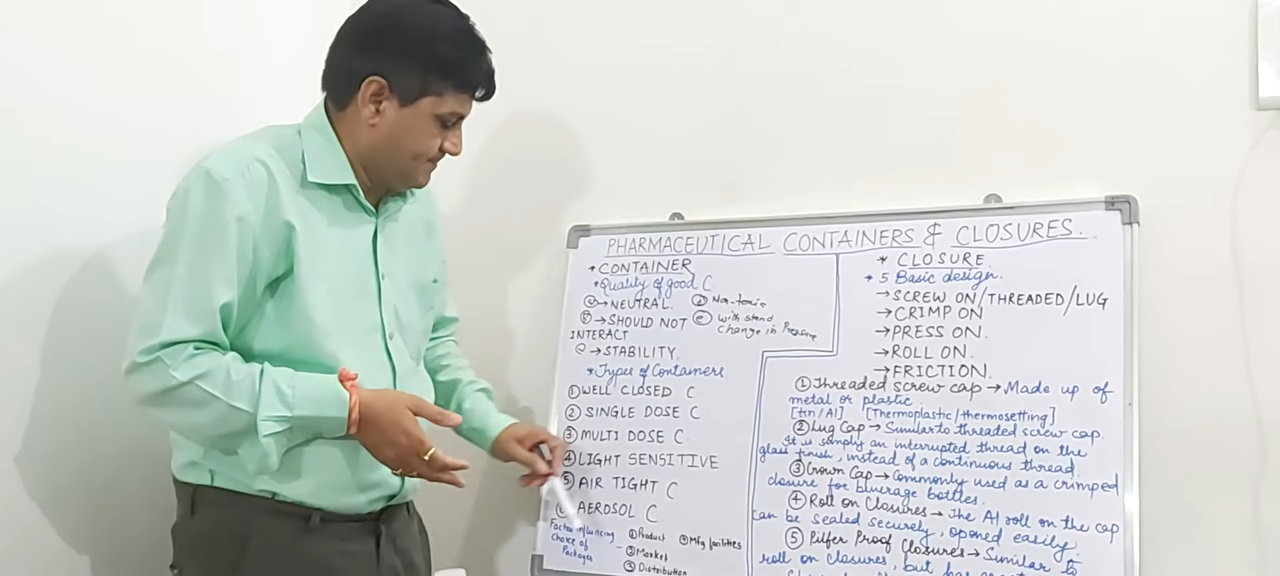 PHARMACEUTICAL CONTAINERS & CLOSURES.
* CONTAINER
* Quality of good C.
ⓐ → NEUTRAL.
ⓓ Non-toxic
ⓑ → SHOULD NOT INTERACT
ⓔ with stand
change in Pressure
ⓒ → STABILITY.
* Types of Containers
① WELL CLOSED C
② SINGLE DOSE C
③ MULTI DOSE C
④ LIGHT SENSITIVE
⑤ AIR TIGHT C
AEROSOL C
Factor influencing
Choice of
Packages
① Product ④ Mfg facilities
② Market
③ Distribution
* CLOSURE
* 5 Basic design.
→ SCREW ON/THREADED/LUG
→ CRIMP ON
→ PRESS ON.
→ ROLL ON.
→ FRICTION.
① Threaded screw cap → Made up of
metal or plastic.
[tin/Al] [Thermoplastic/thermosetting]
② Lug Cap → Similar to threaded screw cap.
It is simply an interrupted thread on the
glass finish, instead of a continuous thread.
③ Crown Cap → Commonly used as a crimped
closure for bluerage bottles.
④ Roll on Closures → The Al roll on the cap
can be sealed securely, opened easily.
⑤ Pilfer Proof Closures → Similar to
roll on closures, but has